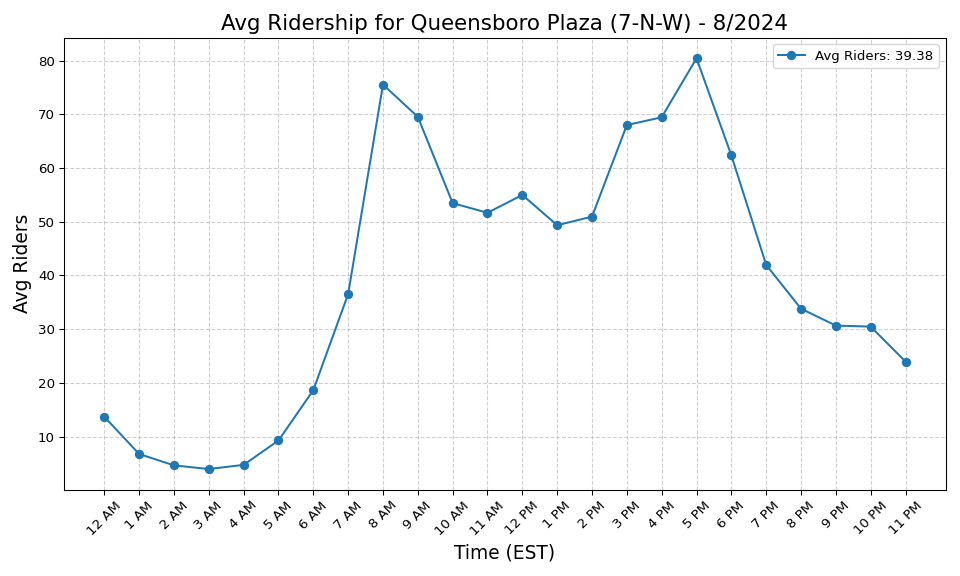 Avg Ridership for Queensboro Plaza (7-N-W) - 8/2024
Avg Riders: 39.38
Avg Riders
80
70
60
50
40
30
20
10
12 AM
1 AM
2 AM
3 AM
4 AM
5 AM
6 AM
7 AM
8 AM
9 AM
10 AM
11 AM
12 PM
1 PM
2 PM
3 PM
4 PM
5 PM
6 PM
7 PM
8 PM
9 PM
10 PM
11 PM
Time (EST)